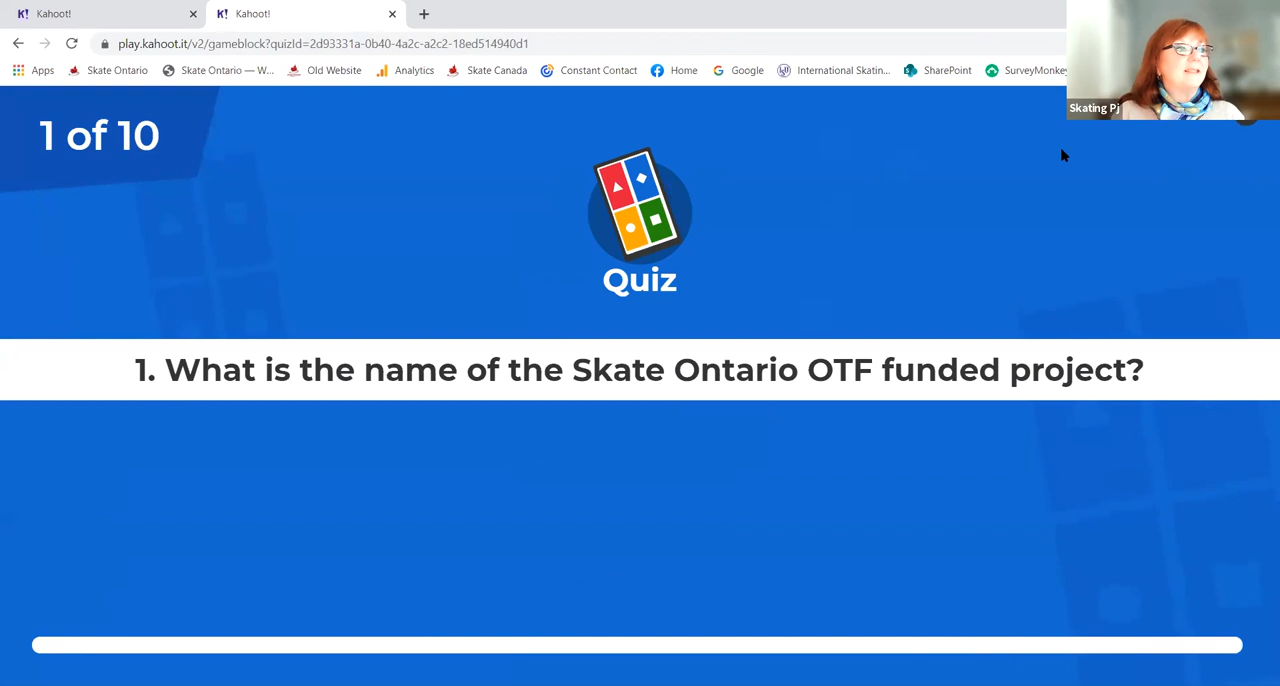 Kahoot!
Kahoot!
play.kahoot.it/v2/gameblock?quizId=2d93331a-0b40-4a2c-a2c2-18ed514940d1
Apps Skate Ontario Skate Ontario — W... Old Website Analytics Skate Canada Constant Contact Home Google International Skatin... SharePoint SurveyMonkey
Skating Pj
1 of 10
Quiz
1. What is the name of the Skate Ontario OTF funded project?